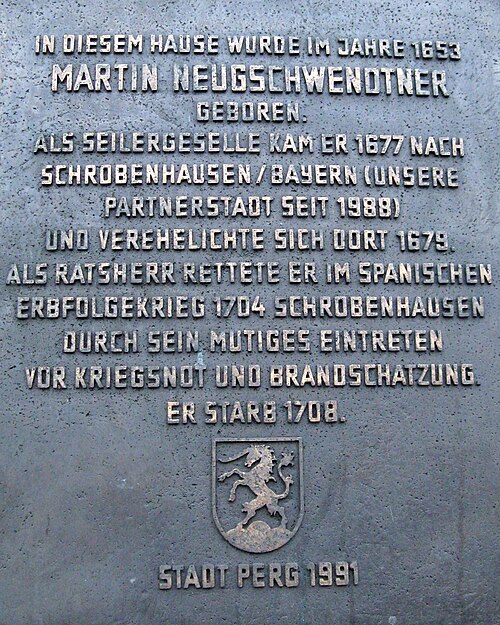 IN DIESEM HAUSE WURDE IM JAHRE 1653
MARTIN NEUGSCHWENDTNER
GEBOREN.
ALS SEILERGESELLE KAM ER 1677 NACH
SCHROBENHAUSEN/BAYERN (UNSERE
PARTNERSTADT SEIT 1988)
UND VEREHELICHTE SICH DORT 1679.
ALS RATSHERR RETTETE ER IM SPANISCHEN
ERBFOLGEKRIEG 1704 SCHROBENHAUSEN
DURCH SEIN MUTIGES EINTRETEN
VOR KRIEGSNOT UND BRANDSCHATZUNG.
ER STARB 1708.
STADT PERG 1991